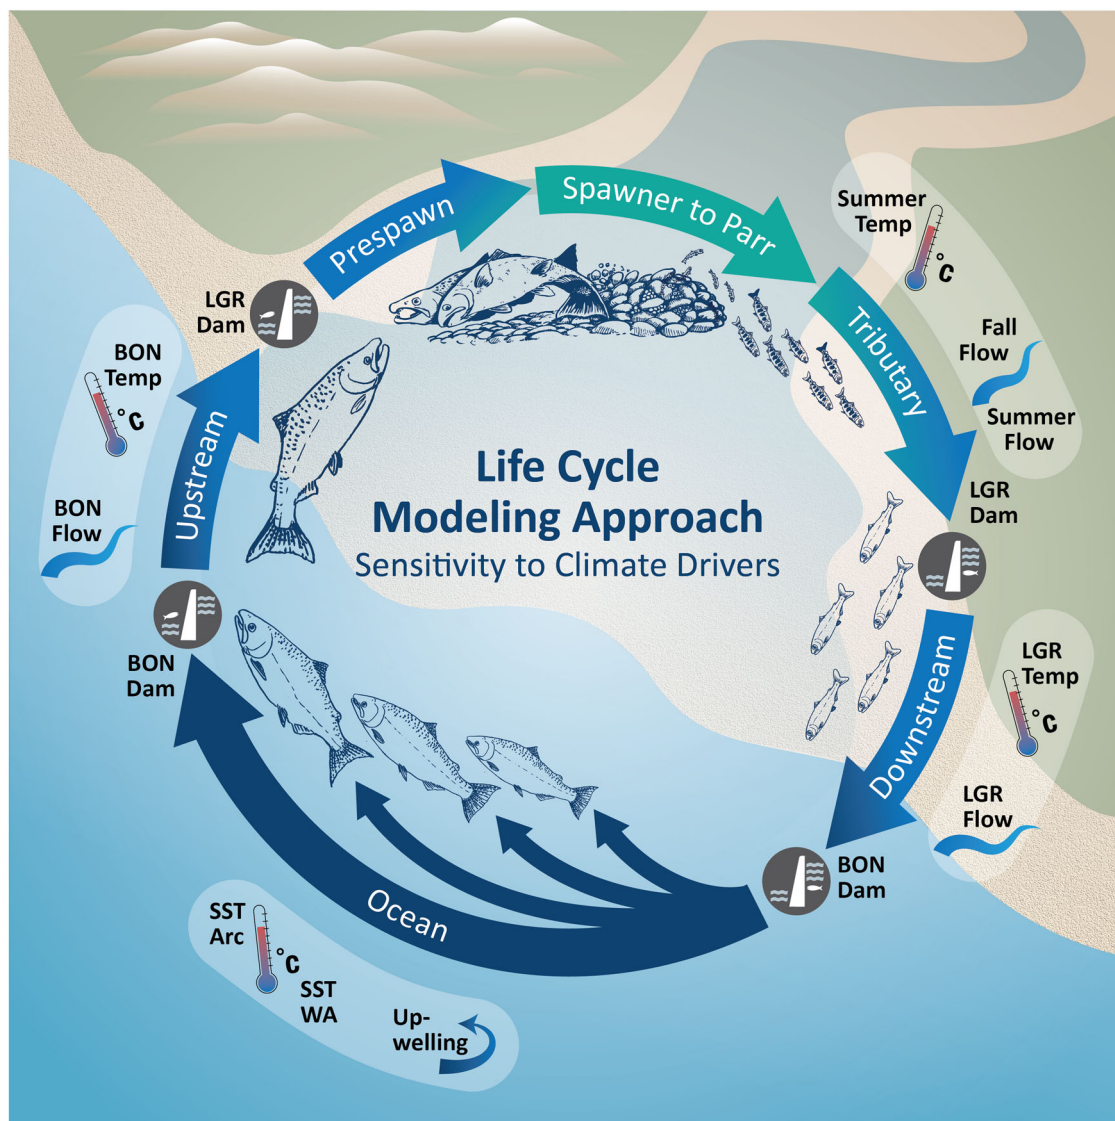 Prespawn
Spawner to Parr
Summer
Temp
°C
Fall
Flow
Summer
Flow
Tributary
LGR
Dam
LGR
Dam
BON
Temp
°C
BON
Flow
Upstream
Life Cycle
Modeling Approach
Sensitivity to Climate Drivers
BON
Dam
Downstream
LGR
Temp
°C
LGR
Flow
BON
Dam
Ocean
SST
Arc
°C
SST
WA
Up-
welling